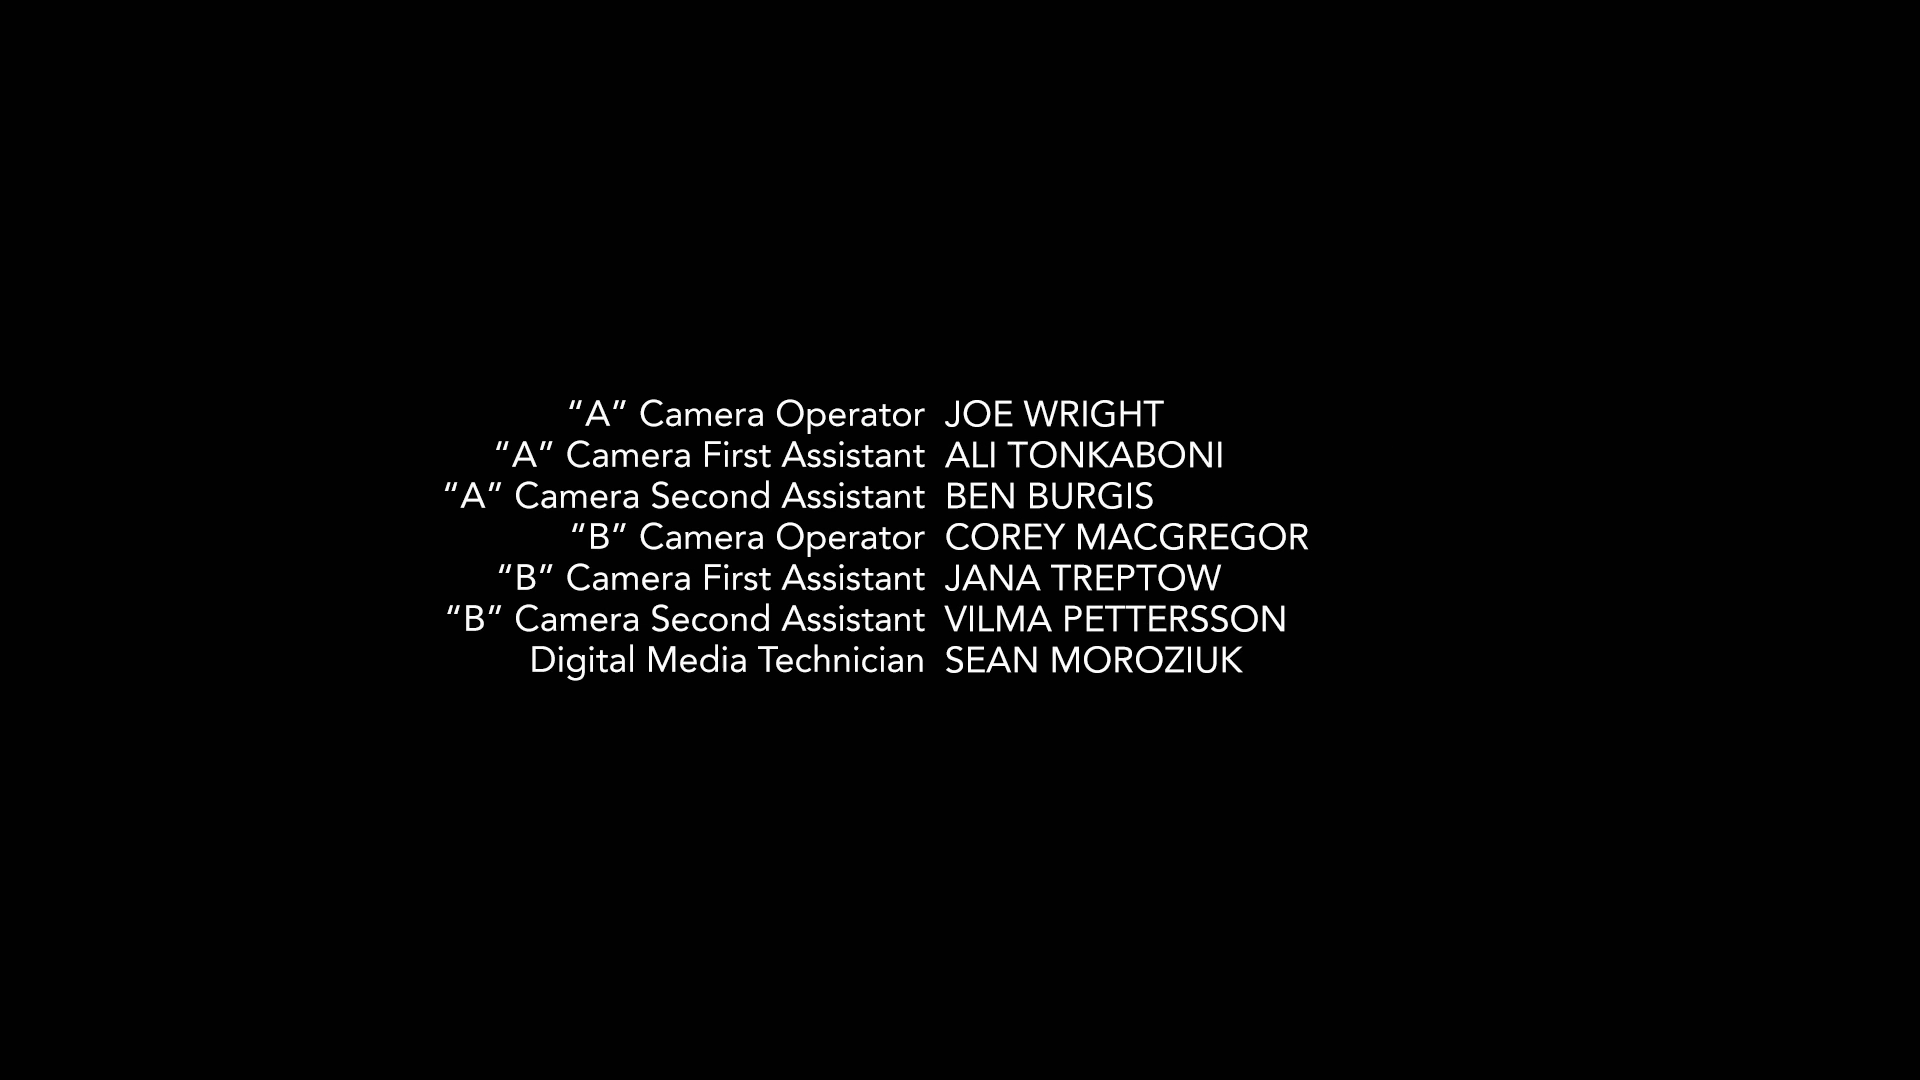 “A” Camera Operator JOE WRIGHT
“A” Camera First Assistant ALI TONKABONI
“A” Camera Second Assistant BEN BURGIS
“B” Camera Operator COREY MACGREGOR
“B” Camera First Assistant JANA TREPTOW
“B” Camera Second Assistant VILMA PETTERSSON
Digital Media Technician SEAN MOROZIUK